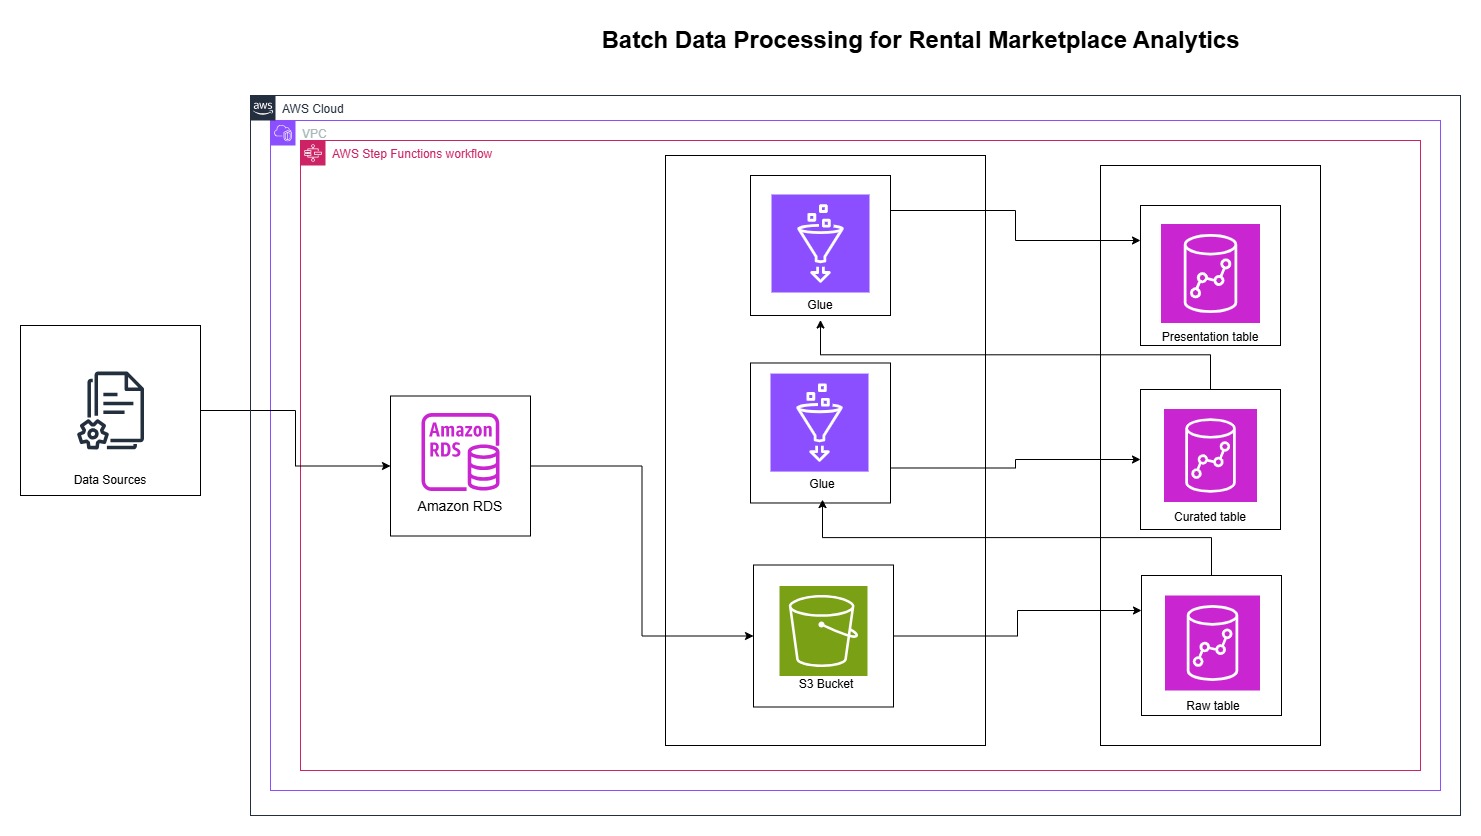 Batch Data Processing for Rental Marketplace Analytics
aws
AWS Cloud
VPC
AWS Step Functions workflow
Glue
Presentation table
Data Sources
Amazon
RDS
Amazon RDS
Glue
Curated table
S3 Bucket
Raw table